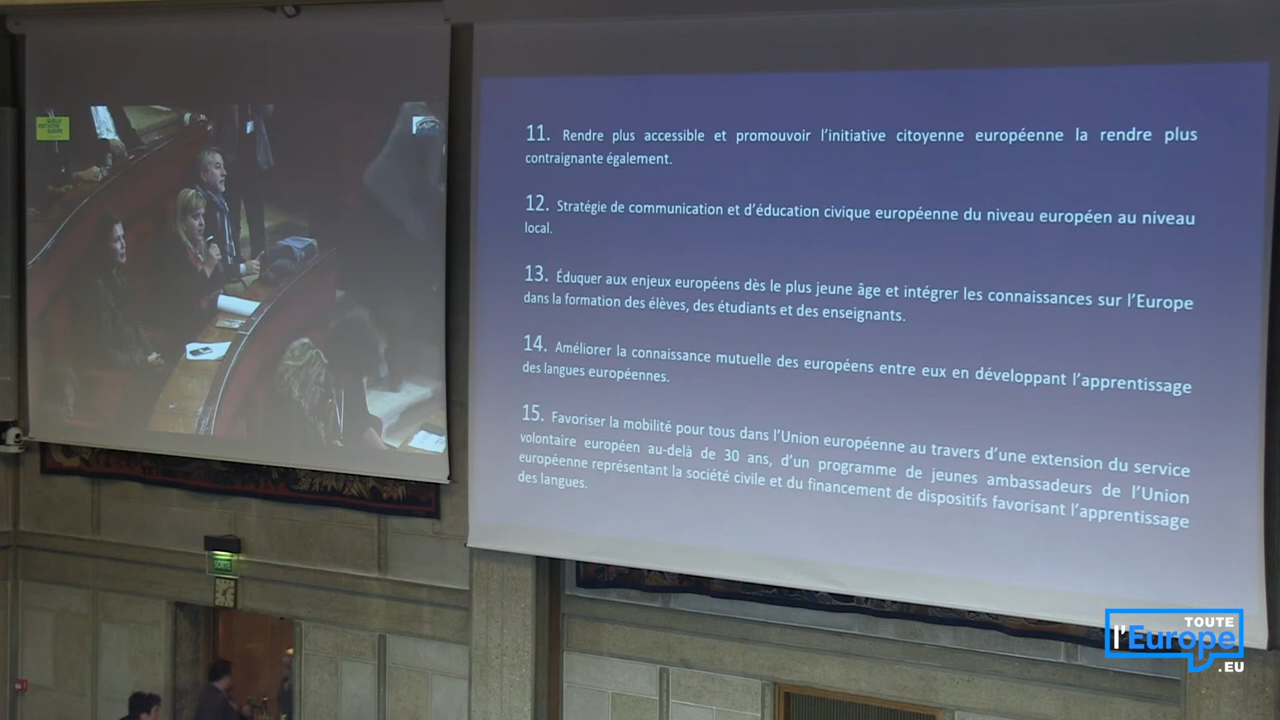 11. Rendre plus accessible et promouvoir l'initiative citoyenne européenne la rendre plus
contraignante également.
12. Stratégie de communication et d'éducation civique européenne du niveau européen au niveau
local.
13. Éduquer aux enjeux européens dès le plus jeune âge et intégrer les connaissances sur l'Europe
dans la formation des élèves, des étudiants et des enseignants.
14. Améliorer la connaissance mutuelle des européens entre eux en développant l'apprentissage
des langues européennes.
15. Favoriser la mobilité pour tous dans l'Union européenne au travers d'une extension du service
volontaire européen au-delà de 30 ans, d'un programme de jeunes ambassadeurs de l'Union
européenne représentant la société civile et du financement de dispositifs favorisant l'apprentissage
des langues.
SORTIE
TOUTE
l'Europe
.EU